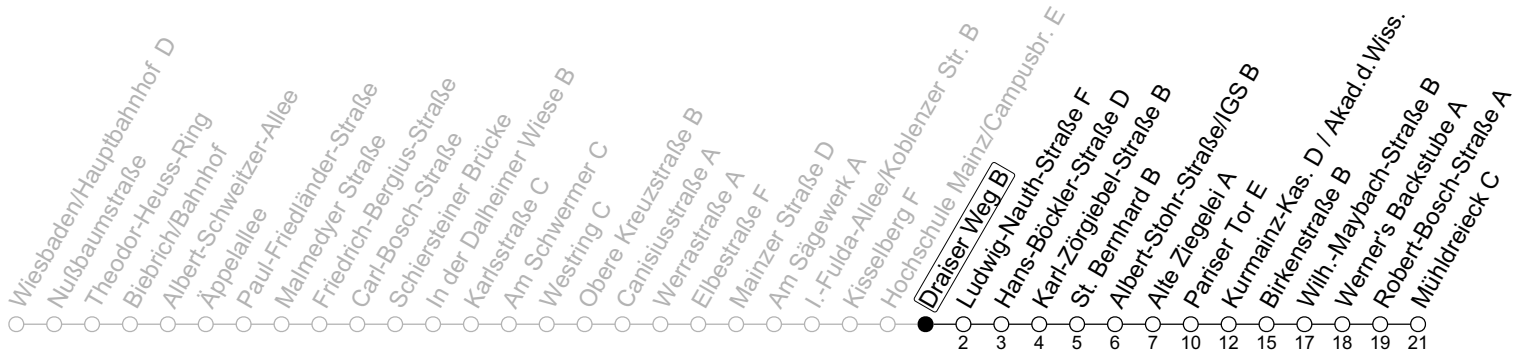 Wiesbaden/Hauptbahnhof D
Nußbaumstraße
Theodor-Heuss-Ring
Biebrich/Bahnhof
Albert-Schweitzer-Allee
Äppelallee
Paul-Friedländer-Straße
Malmedyer Straße
Friedrich-Bergius-Straße
Carl-Bosch-Straße
Schiersteiner Brücke
In der Dalheimer Wiese B
Karlsstraße C
Am Schwermer C
Westring C
Obere Kreuzstraße B
Canisiusstraße A
Werrastraße A
Elbestraße F
Mainzer Straße D
Am Sägewerk A
I.-Fulda-Allee/Koblenzer Str. B
Kisselberg F
Hochschule Mainz/Campusbr. E
Draiser Weg B
Ludwig-Nauth-Straße F
Hans-Böckler-Straße D
Karl-Zörgiebel-Straße B
St. Bernhard B
Albert-Stohr-Straße/IGS B
Alte Ziegelei A
Pariser Tor E
Kurmainz-Kas. D / Akad.d.Wiss.
Birkenstraße B
Wilh.-Maybach-Straße B
Werner's Backstube A
Robert-Bosch-Straße A
Mühldreieck C
2 3 4 5 6 7 10 12 15 17 18 19 21